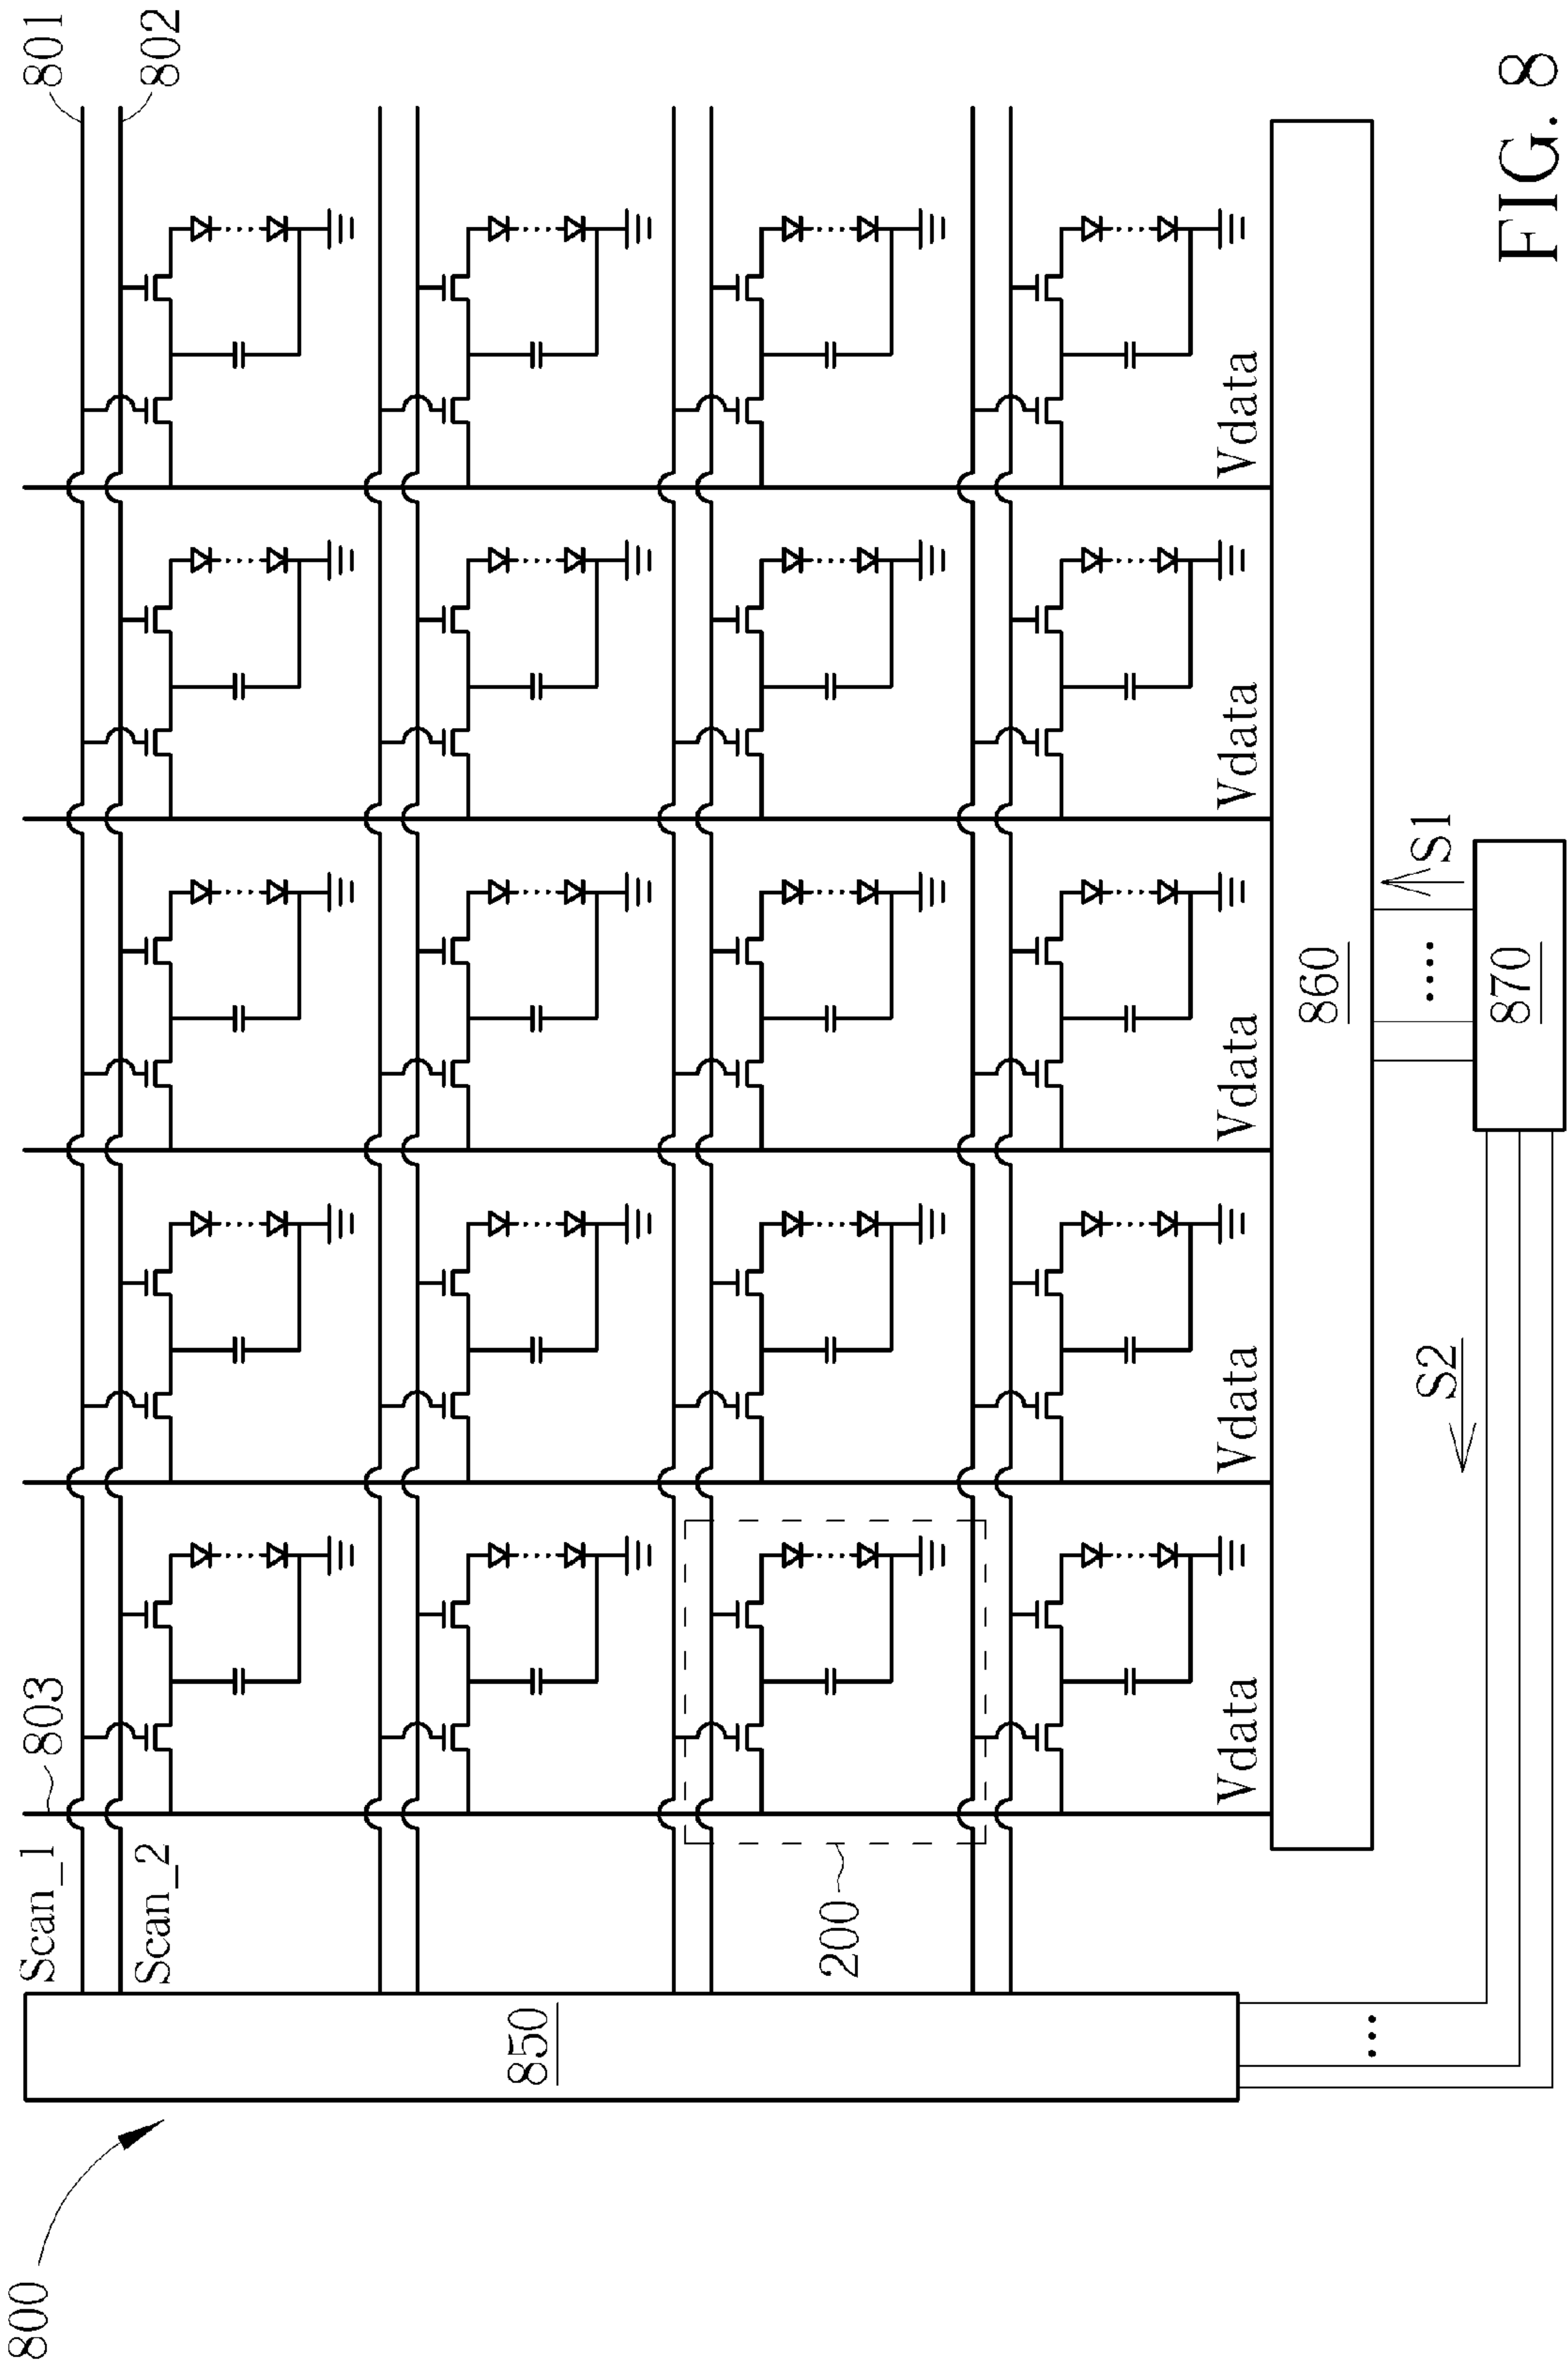 800
Scan_1
Scan_2
801
802
803
850
200
Vdata
Vdata
Vdata
Vdata
Vdata
860
S1
S2
870
FIG. 8